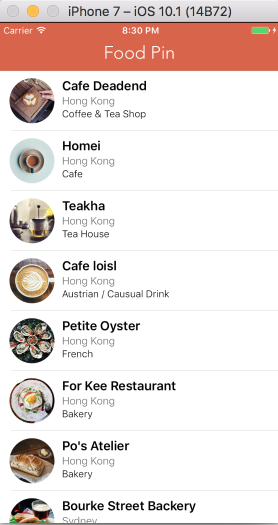 iPhone 7 – iOS 10.1 (14B72)
Carrier 8:30 PM
Food Pin
Cafe Deadend
Hong Kong
Coffee & Tea Shop
Homei
Hong Kong
Cafe
Teakha
Hong Kong
Tea House
Cafe loisl
Hong Kong
Austrian / Causual Drink
Petite Oyster
Hong Kong
French
For Kee Restaurant
Hong Kong
Bakery
Po's Atelier
Hong Kong
Bakery
Bourke Street Backery
Sydney